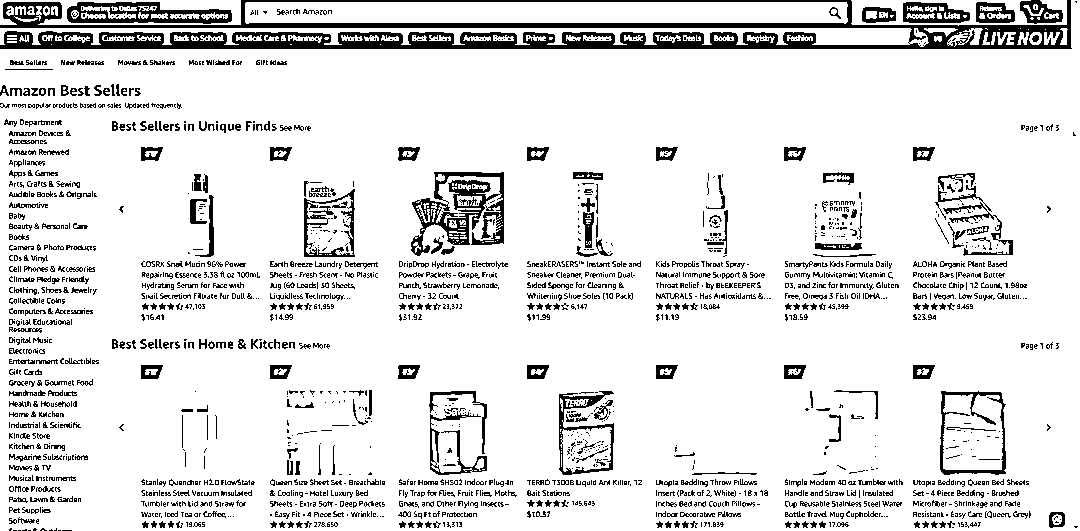 amazon
Delivering to Dallas 75247
Choose location for most accurate options
All
Search Amazon
EN
Hello, sign in
Account & Lists
Returns
& Orders
0
Cart
All
Off to College
Customer Service
Back to School
Medical Care & Pharmacy
Works with Alexa
Best Sellers
Amazon Basics
Prime
New Releases
Music
Today's Deals
Books
Registry
Fashion
VS
LIVE NOW
Best Sellers
New Releases
Movers & Shakers
Most Wished For
Gift Ideas
Amazon Best Sellers
Our most popular products based on sales. Updated frequently.
Any Department
Amazon Devices &
Accessories
Amazon Renewed
Appliances
Apps & Games
Arts, Crafts & Sewing
Audible Books & Originals
Automotive
Baby
Beauty & Personal Care
Books
Camera & Photo Products
CDs & Vinyl
Cell Phones & Accessories
Climate Pledge Friendly
Clothing, Shoes & Jewelry
Collectible Coins
Computers & Accessories
Digital Educational
Resources
Digital Music
Electronics
Entertainment Collectibles
Gift Cards
Grocery & Gourmet Food
Handmade Products
Health & Household
Home & Kitchen
Industrial & Scientific
Kindle Store
Kitchen & Dining
Magazine Subscriptions
Movies & TV
Musical Instruments
Office Products
Patio, Lawn & Garden
Pet Supplies
Software
Best Sellers in Unique Finds See More
Page 1 of 3
#1
#2
#3
#4
#5
#6
#7
earth breeze
DripDrop
smarty pants
ALOHA
COSRX Snail Mucin 96% Power
Repairing Essence 3.38 fl oz 100ml,
Hydrating Serum for Face with
Snail Secretion Filtrate for Dull &...
47,103
$16.41
Earth Breeze Laundry Detergent
Sheets - Fresh Scent - No Plastic
Jug (60 Loads) 30 Sheets,
Liquidless Technology...
61,959
$14.99
DripDrop Hydration - Electrolyte
Powder Packets - Grape, Fruit
Punch, Strawberry Lemonade,
Cherry - 32 Count
$31.92
SneakERASERS™ Instant Sole and
Sneaker Cleaner, Premium Dual-
Sided Sponge for Cleaning &
Whitening Shoe Soles (10 Pack)
6,147
$11.99
Kids Propolis Throat Spray -
Natural Immune Support & Sore
Throat Relief - by BEEKEEPER'S
NATURALS - Has Antioxidants &...
18,084
$11.19
SmartyPants Kids Formula Daily
Gummy Multivitamin: Vitamin C,
D3, and Zinc for Immunity, Gluten
Free, Omega 3 Fish Oil (DHA...
45,399
$18.59
ALOHA Organic Plant Based
Protein Bars |Peanut Butter
Chocolate Chip | 12 Count, 1.98oz
Bars | Vegan, Low Sugar, Gluten...
$23.94
Best Sellers in Home & Kitchen See More
Page 1 of 3
#1
#2
#3
#4
#5
#6
#7
Safer
TERRO
Stanley Quencher H2.0 FlowState
Stainless Steel Vacuum Insulated
Tumbler with Lid and Straw for
Water, Iced Tea or Coffee,...
19,065
Queen Size Sheet Set - Breathable
& Cooling - Hotel Luxury Bed
Sheets - Extra Soft - Deep Pockets
- Easy Fit - 4 Piece Set - Wrinkle...
278,650
Safer Home SH502 Indoor Plug-In
Fly Trap for Flies, Fruit Flies, Moths,
Gnats, and Other Flying Insects –
400 Sq Ft of Protection
13,313
TERRO T300B Liquid Ant Killer, 12
Bait Stations
$10.57
Utopia Bedding Throw Pillows
Insert (Pack of 2, White) - 18 x 18
Inches Bed and Couch Pillows -
Indoor Decorative Pillows
171,839
Simple Modern 40 oz Tumbler with
Handle and Straw Lid | Insulated
Cup Reusable Stainless Steel Water
Bottle Travel Mug Cupholder...
17,096
Utopia Bedding Queen Bed Sheets
Set - 4 Piece Bedding - Brushed
Microfiber - Shrinkage and Fade
Resistant - Easy Care (Queen, Grey)
153,447